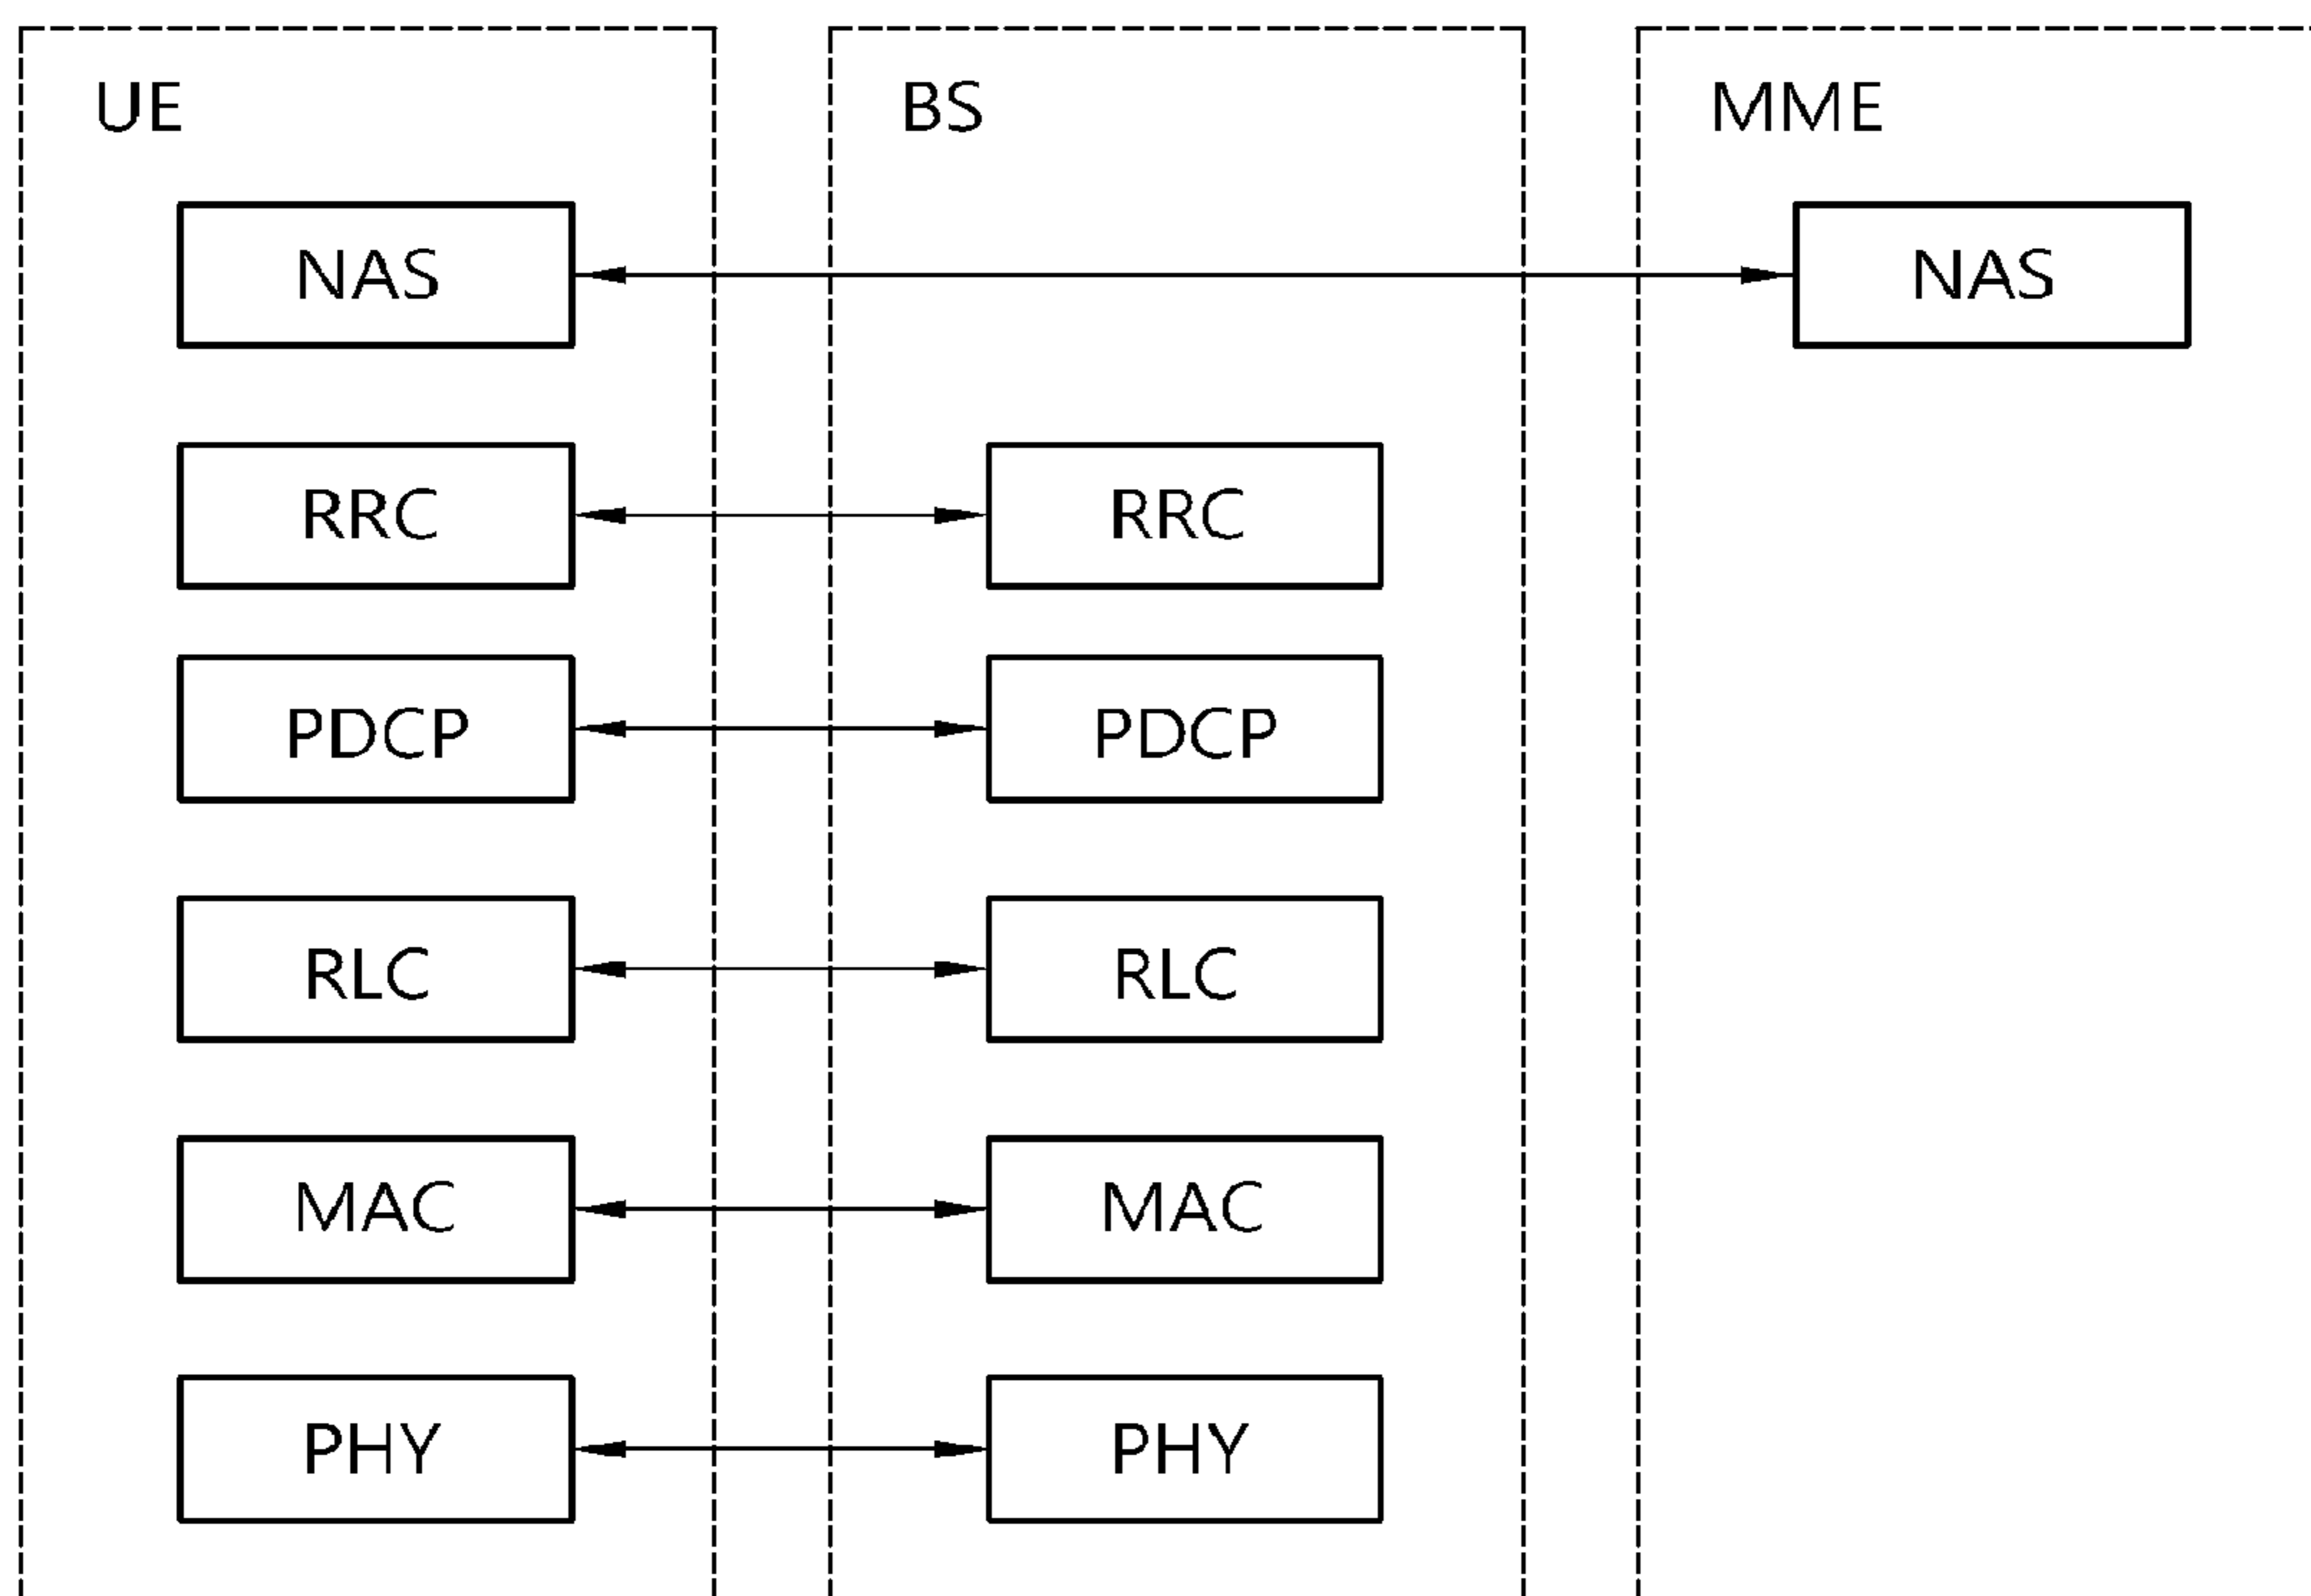 UE BS MME
NAS NAS
RRC RRC
PDCP PDCP
RLC RLC
MAC MAC
PHY PHY